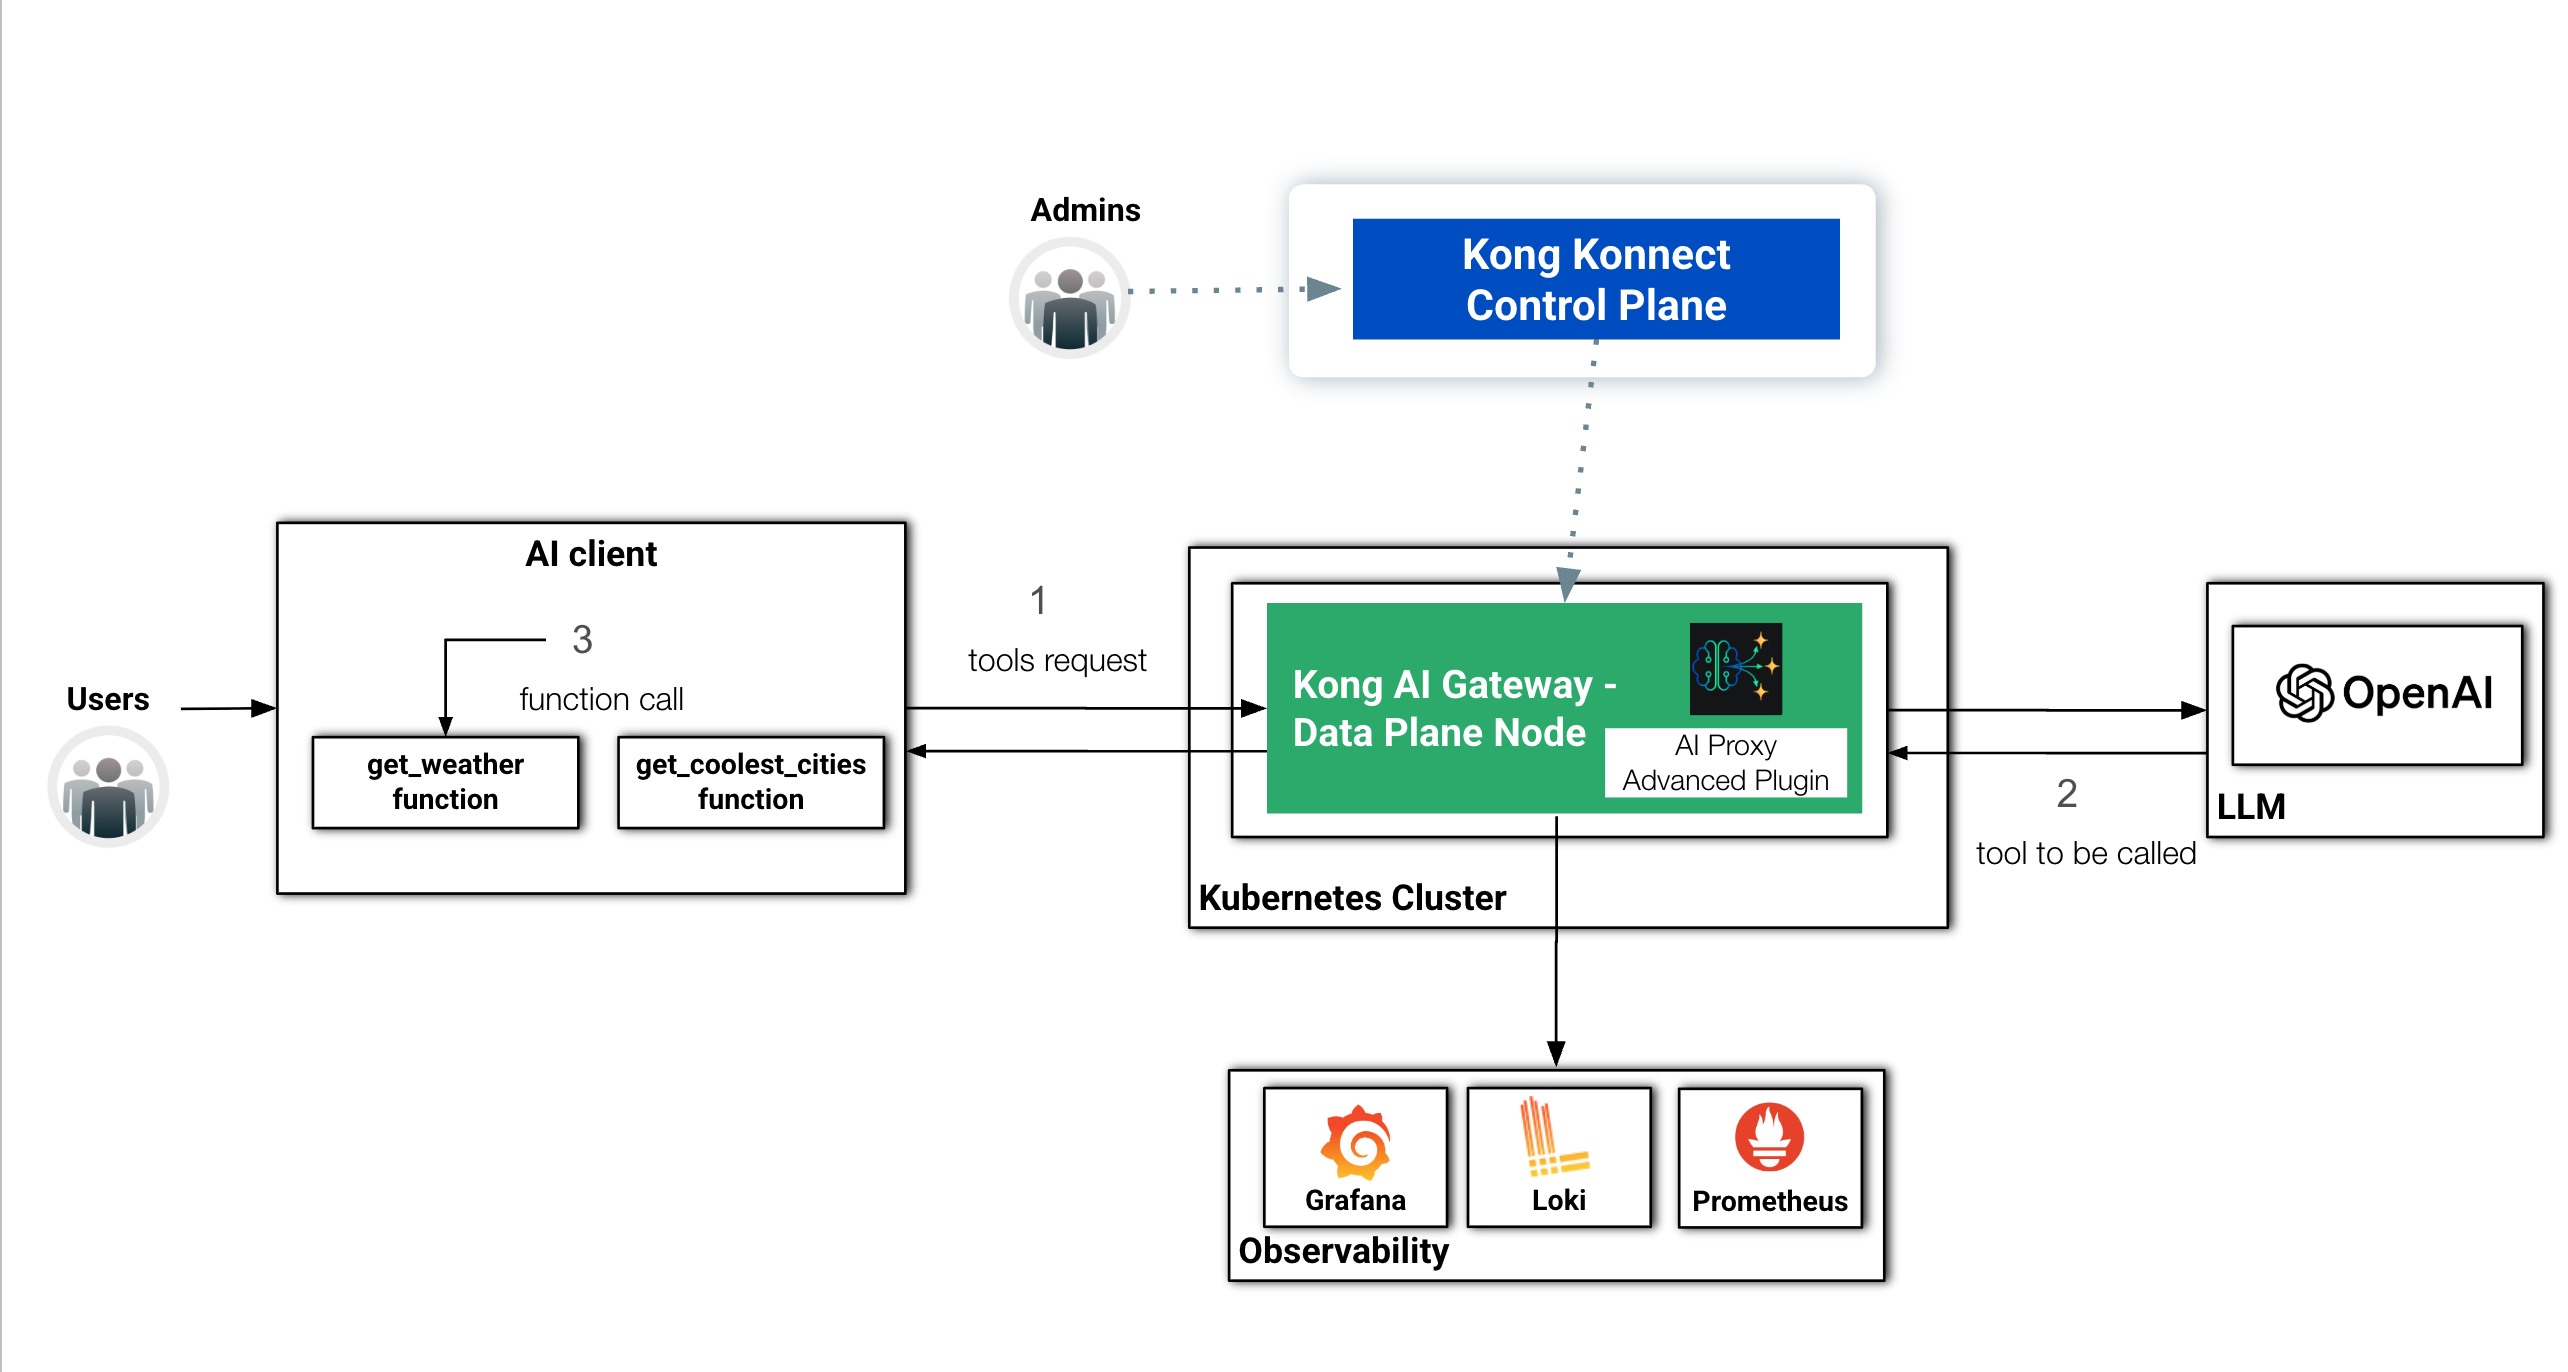 Admins
Kong Konnect
Control Plane
AI client
3
function call
get_weather
function
get_coolest_cities
function
Users
1
tools request
Kong AI Gateway -
Data Plane Node
AI Proxy
Advanced Plugin
Kubernetes Cluster
OpenAI
LLM
2
tool to be called
Grafana
Loki
Prometheus
Observability